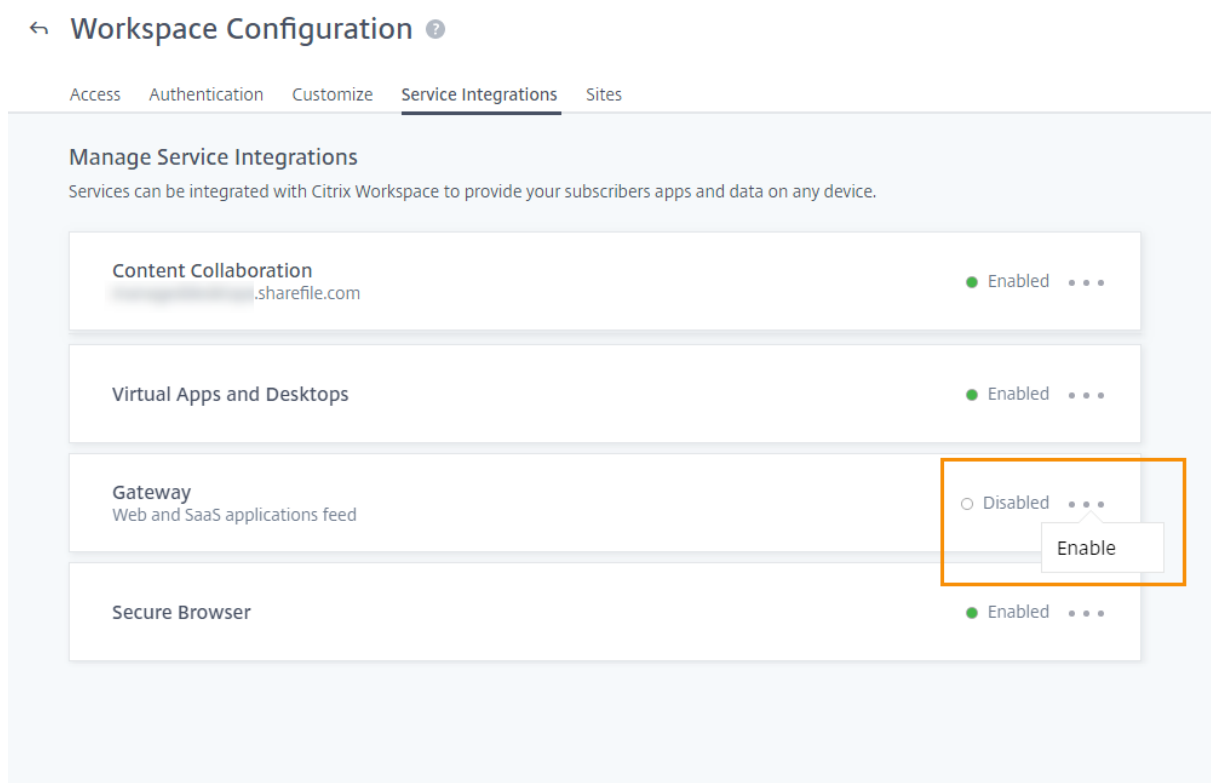 Workspace Configuration ?
Access Authentication Customize Service Integrations Sites
Manage Service Integrations
Services can be integrated with Citrix Workspace to provide your subscribers apps and data on any device.
Content Collaboration
.sharefile.com
Enabled
Virtual Apps and Desktops
Enabled
Gateway
Web and SaaS applications feed
Disabled
Enable
Secure Browser
Enabled